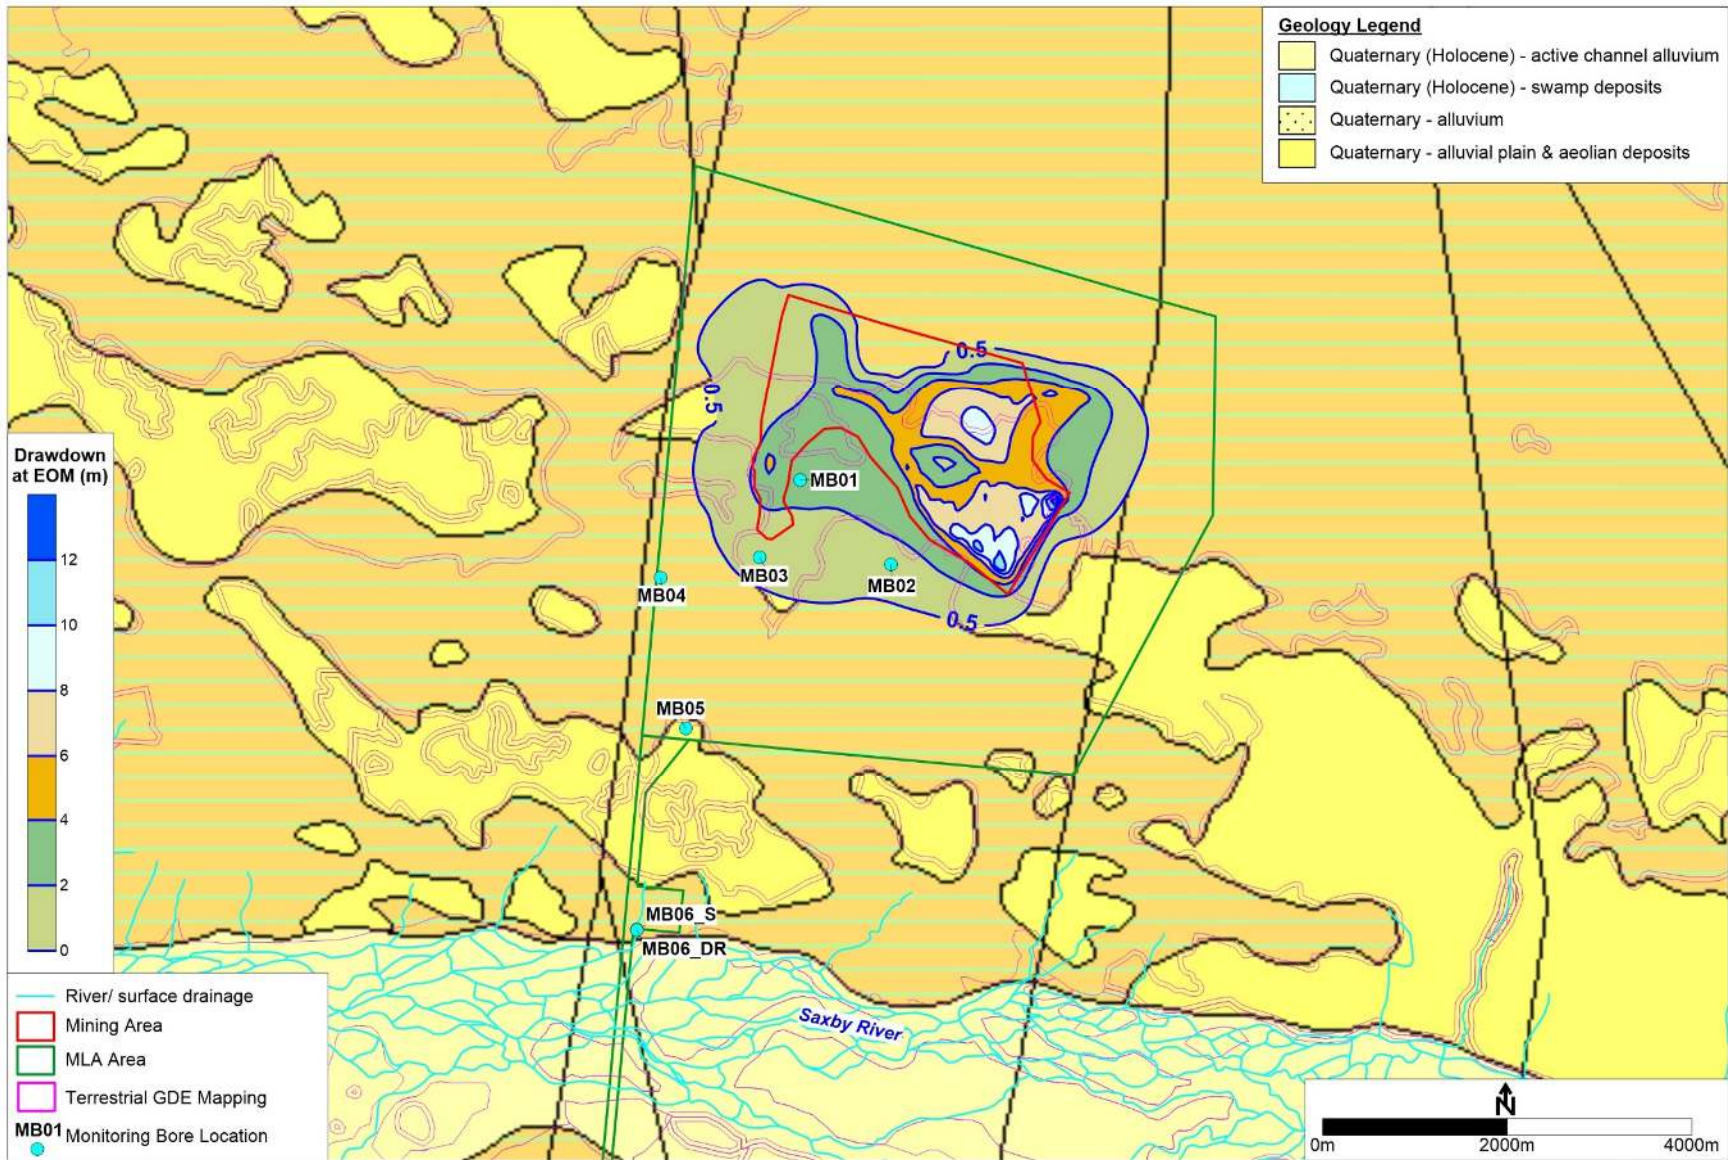 Geology Legend
Quaternary (Holocene) - active channel alluvium
Quaternary (Holocene) - swamp deposits
Quaternary - alluvium
Quaternary - alluvial plain & aeolian deposits
0.5
0.5
MB01
MB03
MB02
MB04
0.5
MB05
Drawdown
at EOM (m)
12
10
8
6
4
2
0
MB06_S
MB06_DR
Saxby River
River/ surface drainage
Mining Area
MLA Area
Terrestrial GDE Mapping
MB01 Monitoring Bore Location
N
0m 2000m 4000m